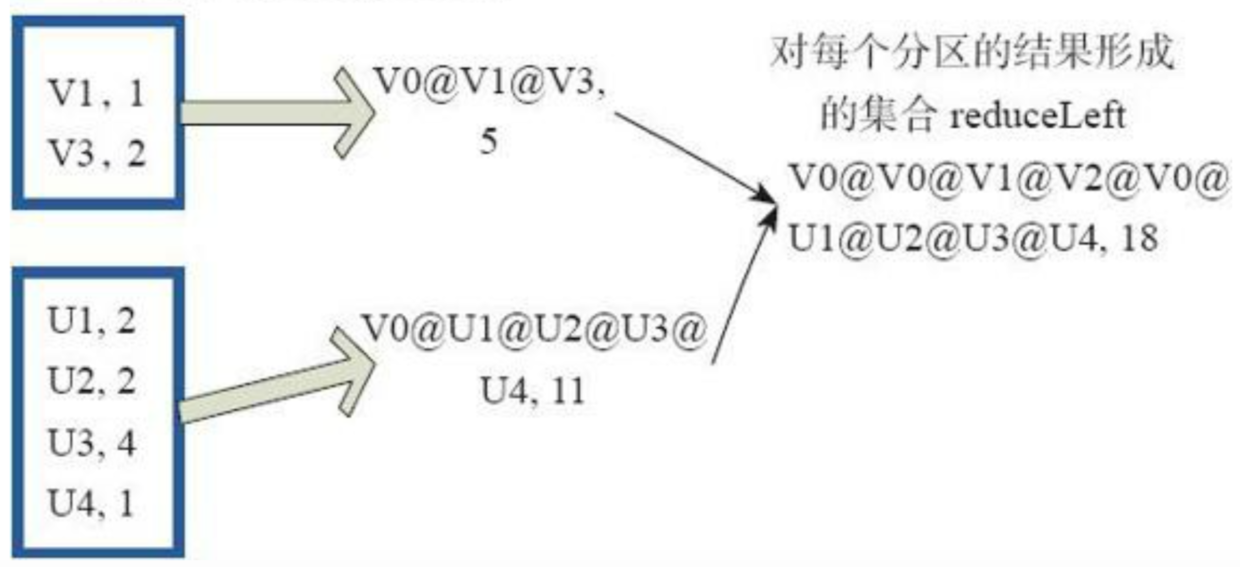 V1, 1
V3, 2
V0@V1@V3,
5
对每个分区的结果形成
的集合 reduceLeft
V0@V0@V1@V2@V0@
U1@U2@U3@U4, 18
U1, 2
U2, 2
U3, 4
U4, 1
V0@U1@U2@U3@
U4, 11